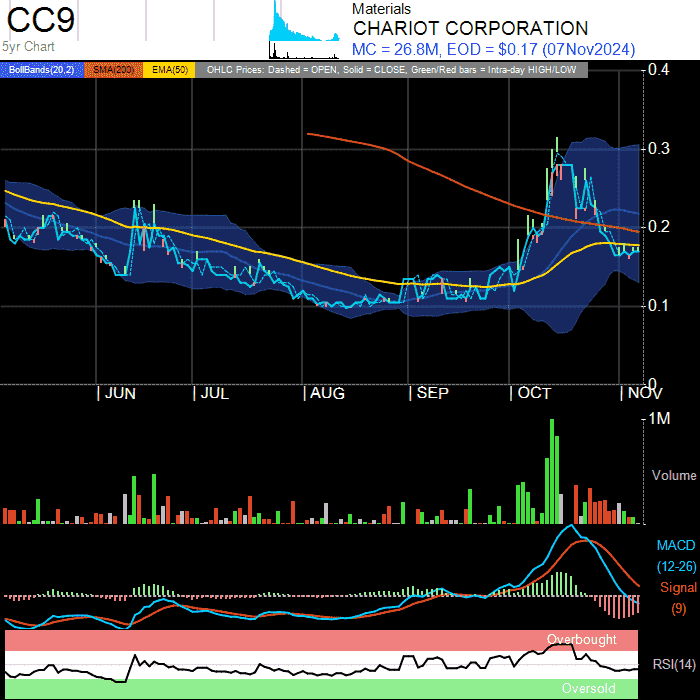 CC9
5yr Chart
Materials
CHARIOT CORPORATION
MC = 26.8M, EOD = $0.17 (07Nov2024)
BollBands(20,2) SMA(200) EMA(50) OHLC Prices: Dashed = OPEN, Solid = CLOSE, Green/Red bars = Intra-day HIGH/LOW
0.4
0.3
0.2
0.1
0
JUN JUL AUG SEP OCT NOV
1M
Volume
MACD
(12-26)
Signal
(9)
Overbought
RSI(14)
Oversold